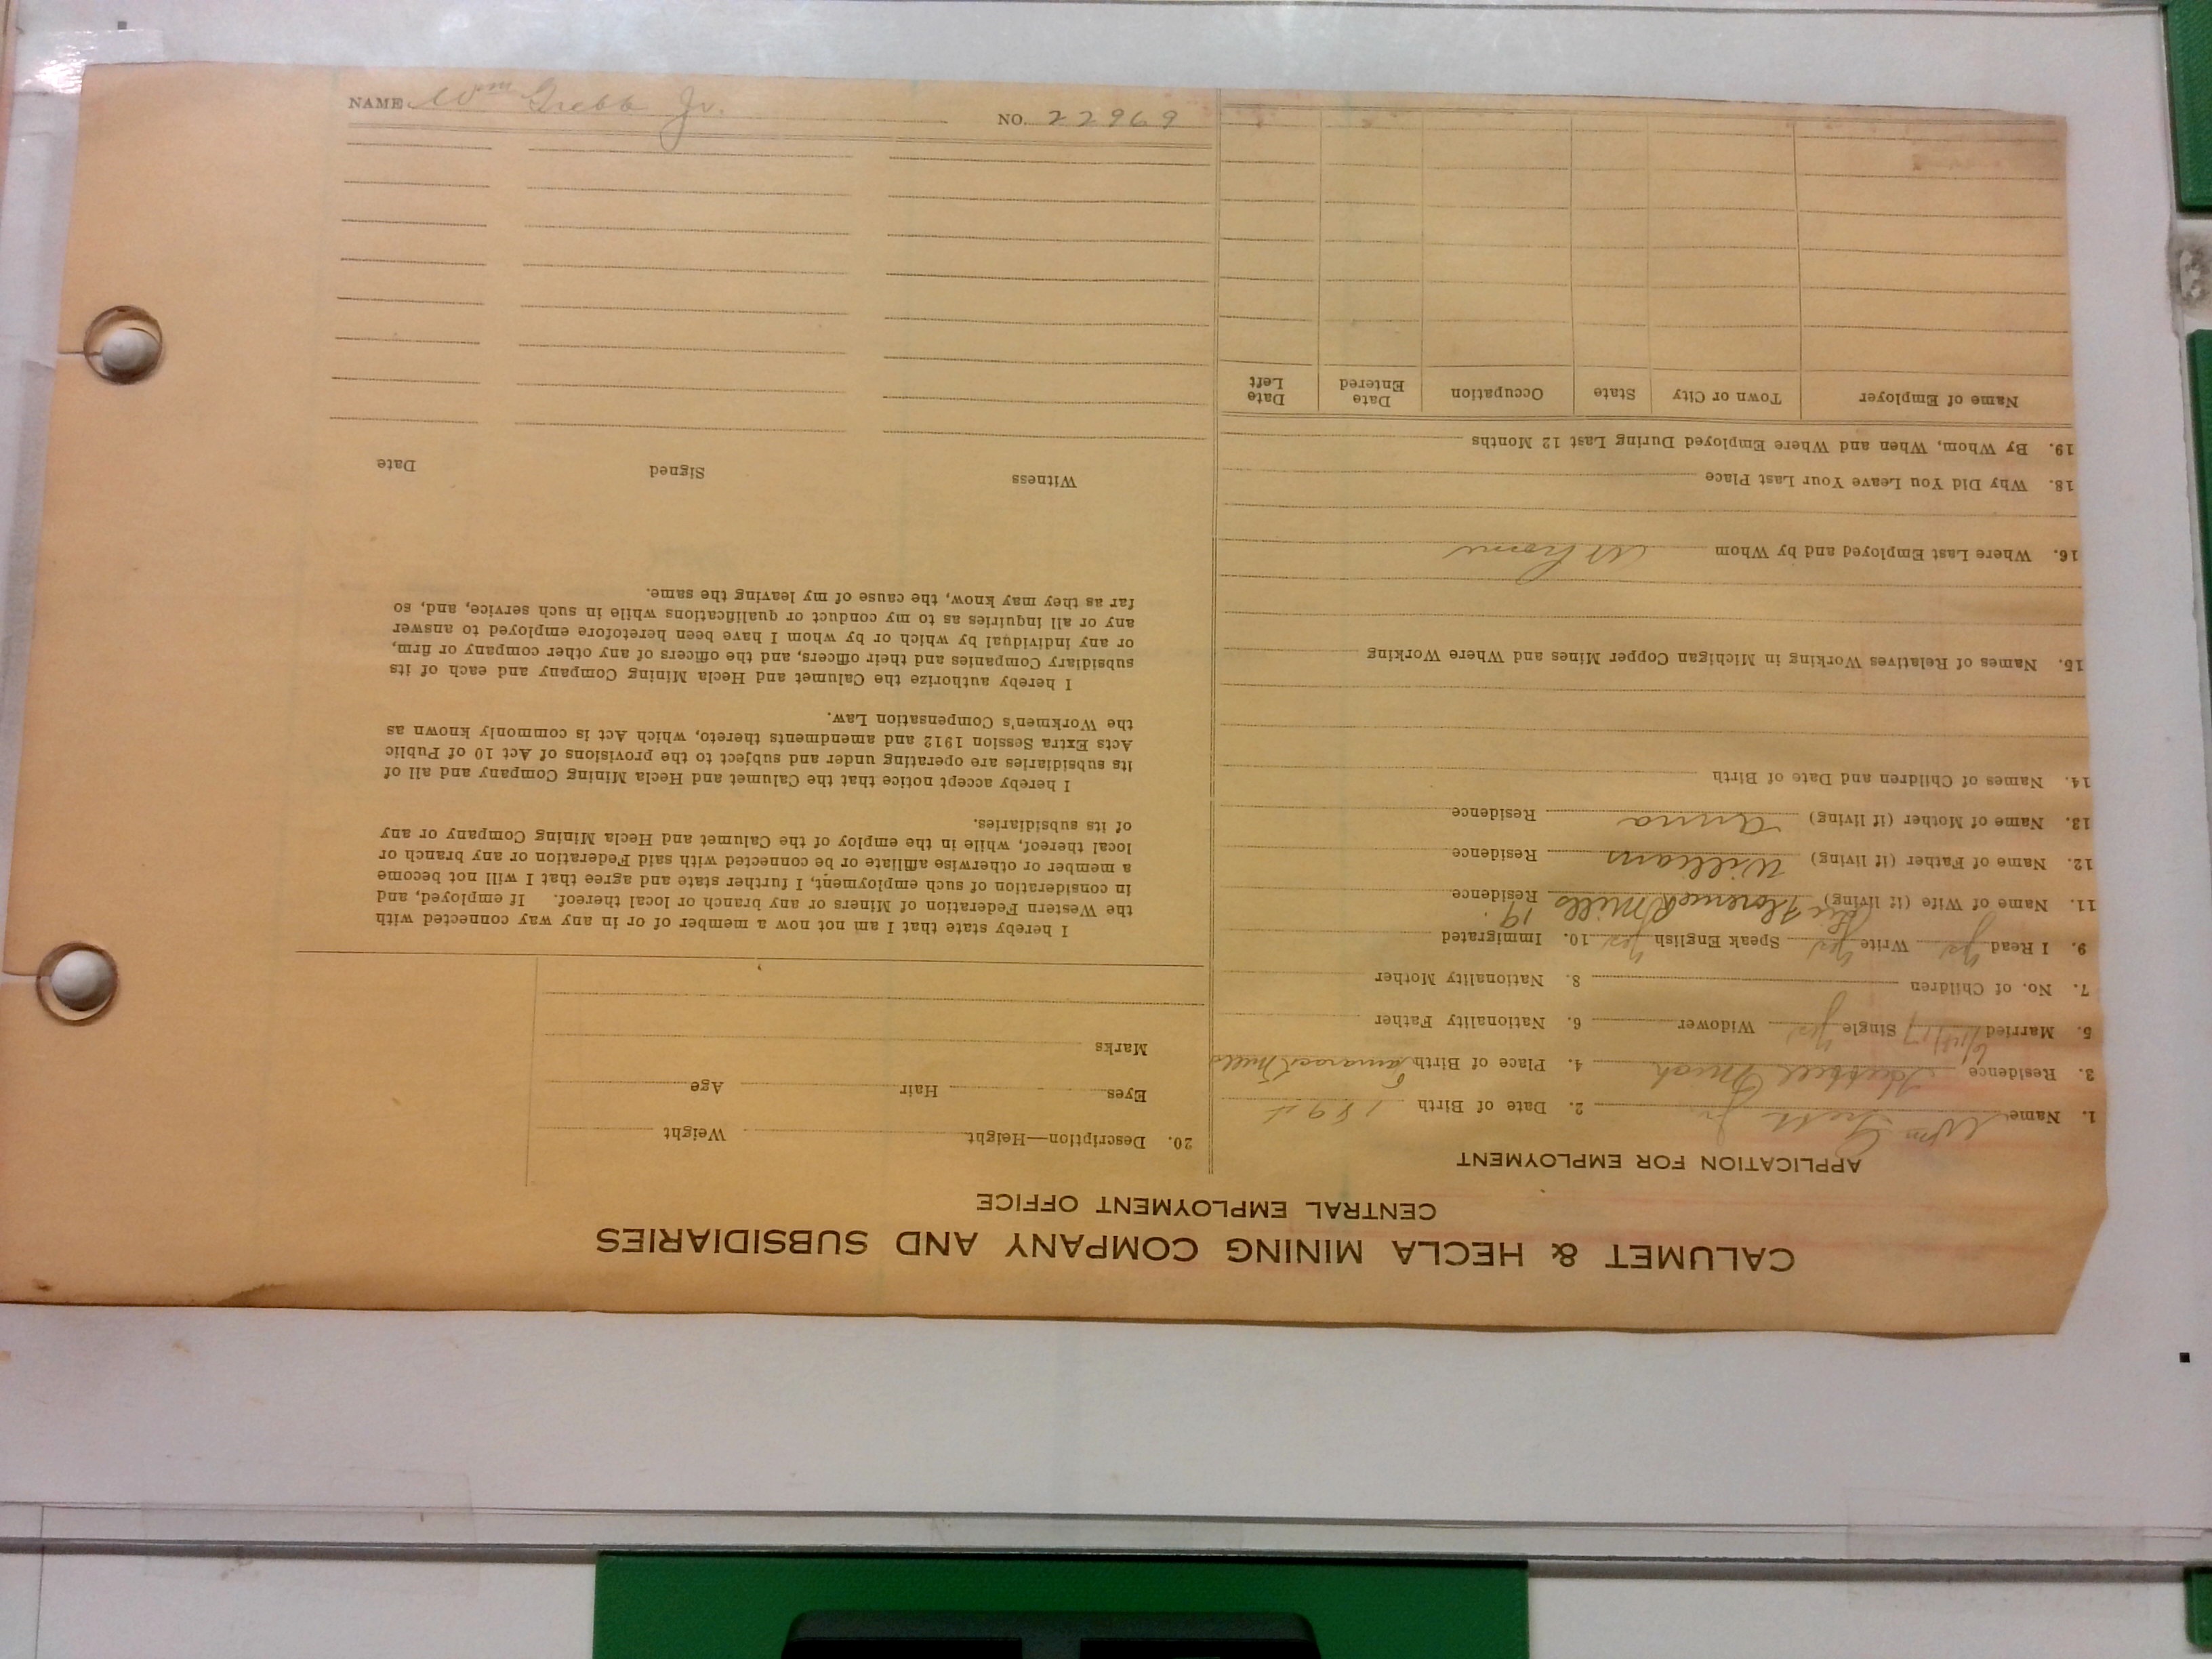 CALUMET & HECLA MINING COMPANY AND SUBSIDIARIES
CENTRAL EMPLOYMENT OFFICE
APPLICATION FOR EMPLOYMENT
1. Name Wm Grebb Jr 2. Date of Birth
3. Residence Hubbell Mich 4. Place of Birth Tamarack Mills
5. Married Single yes Widower 6. Nationality Father
7. No. of Children 8. Nationality Mother
9. I Read yes Write yes Speak English yes 10. Immigrated
11. Name of Wife (if living) Florence R Mills Residence
12. Name of Father (if living) William Residence
13. Name of Mother (if living) Anna Residence
14. Names of Children and Date of Birth
15. Names of Relatives Working in Michigan Copper Mines and Where Working
16. Where Last Employed and by Whom At home
18. Why Did You Leave Your Last Place
19. By Whom, When and Where Employed During Last 12 Months
Name of Employer Town or City State Occupation Date Entered Date Left
20. Description—Height Weight
Eyes Hair Age
Marks
I hereby state that I am not now a member of or in any way connected with
the Western Federation of Miners or any branch or local thereof. If employed, and
in consideration of such employment, I further state and agree that I will not become
a member or otherwise affiliate or be connected with said Federation or any branch or
local thereof, while in the employ of the Calumet and Hecla Mining Company or any
of its subsidiaries.
I hereby accept notice that the Calumet and Hecla Mining Company and all of
its subsidiaries are operating under and subject to the provisions of Act 10 of Public
Acts Extra Session 1912 and amendments thereto, which Act is commonly known as
the Workmen's Compensation Law.
I hereby authorize the Calumet and Hecla Mining Company and each of its
subsidiary Companies and their officers, and the officers of any other company or firm,
or any individual by which or by whom I have been heretofore employed to answer
any or all inquiries as to my conduct or qualifications while in such service, and, so
far as they may know, the cause of my leaving the same.
Witness Signed Date
NAME Wm Grebb Jr. NO. 22969